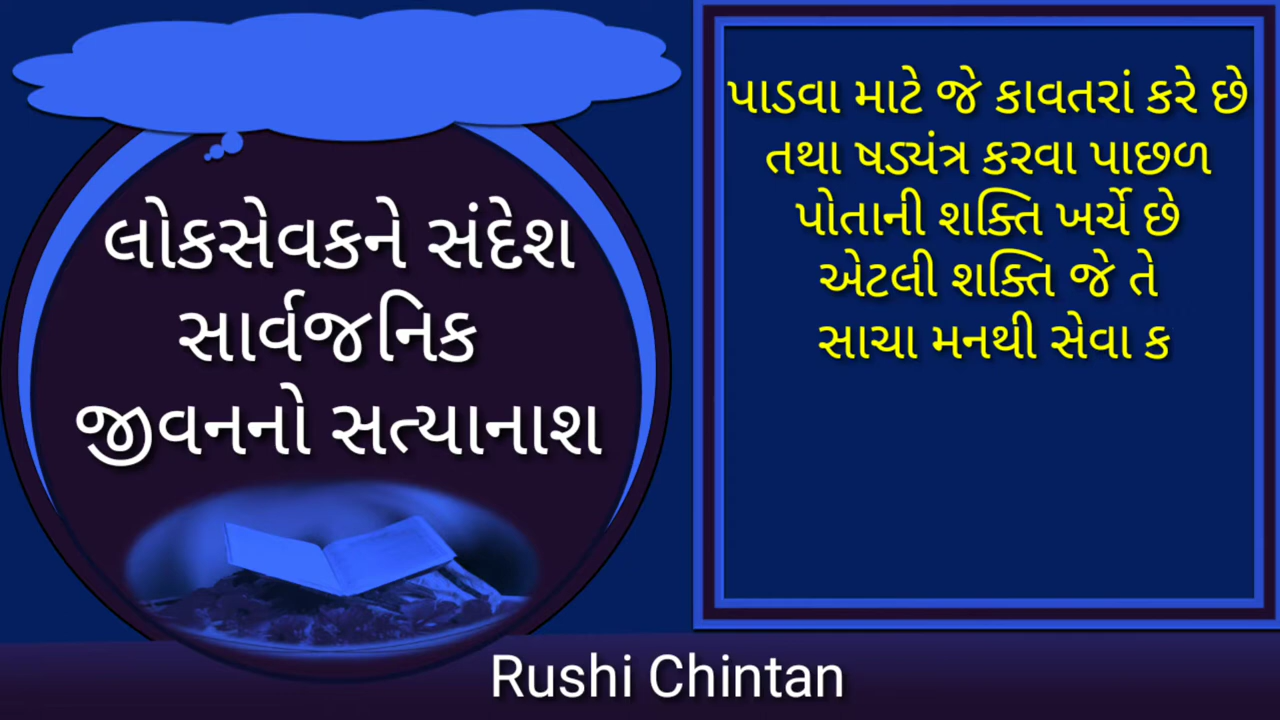 લોકસેવકને સંદેશ
સાર્વજનિક
જીવનનો સત્યાનાશ
પાડવા માટે જે કાવતરાં કરે છે
તથા ષડ્યંત્ર કરવા પાછળ
પોતાની શક્તિ ખર્ચે છે
એટલી શક્તિ જે તે
સાચા મનથી સેવા ક
Rushi Chintan